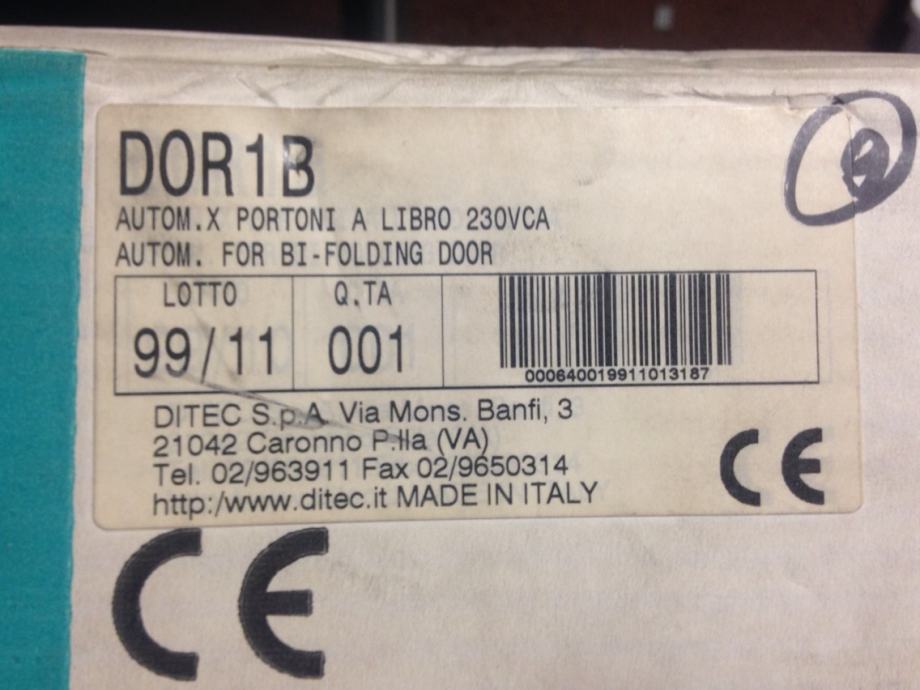 DOR1B
AUTOM.X PORTONI A LIBRO 230VCA
AUTOM. FOR BI-FOLDING DOOR
LOTTO Q.TA
99/11 001
000640019911013187
DITEC S.p.A. Via Mons. Banfi, 3
21042 Caronno P.lla (VA)
Tel. 02/963911 Fax 02/9650314
http:/www.ditec.it MADE IN ITALY
CE
CE